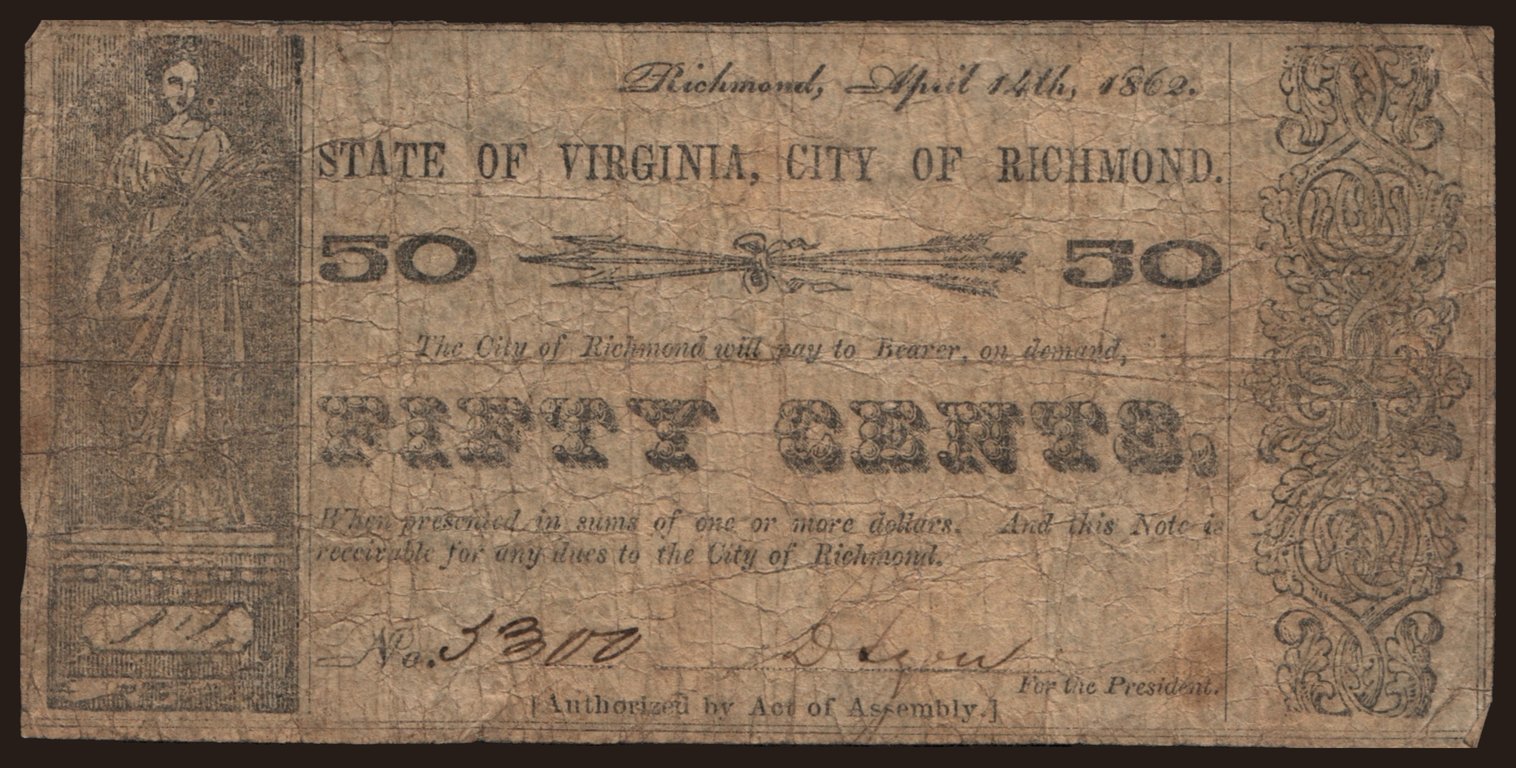 Richmond, April 14th, 1862.
STATE OF VIRGINIA, CITY OF RICHMOND.
50 50
The City of Richmond will pay to Bearer, on demand,
FIFTY CENTS,
When presented in sums of one or more dollars. And this Note is
receivable for any dues to the City of Richmond.
No. 5300
For the President.
[Authorized by Act of Assembly.]